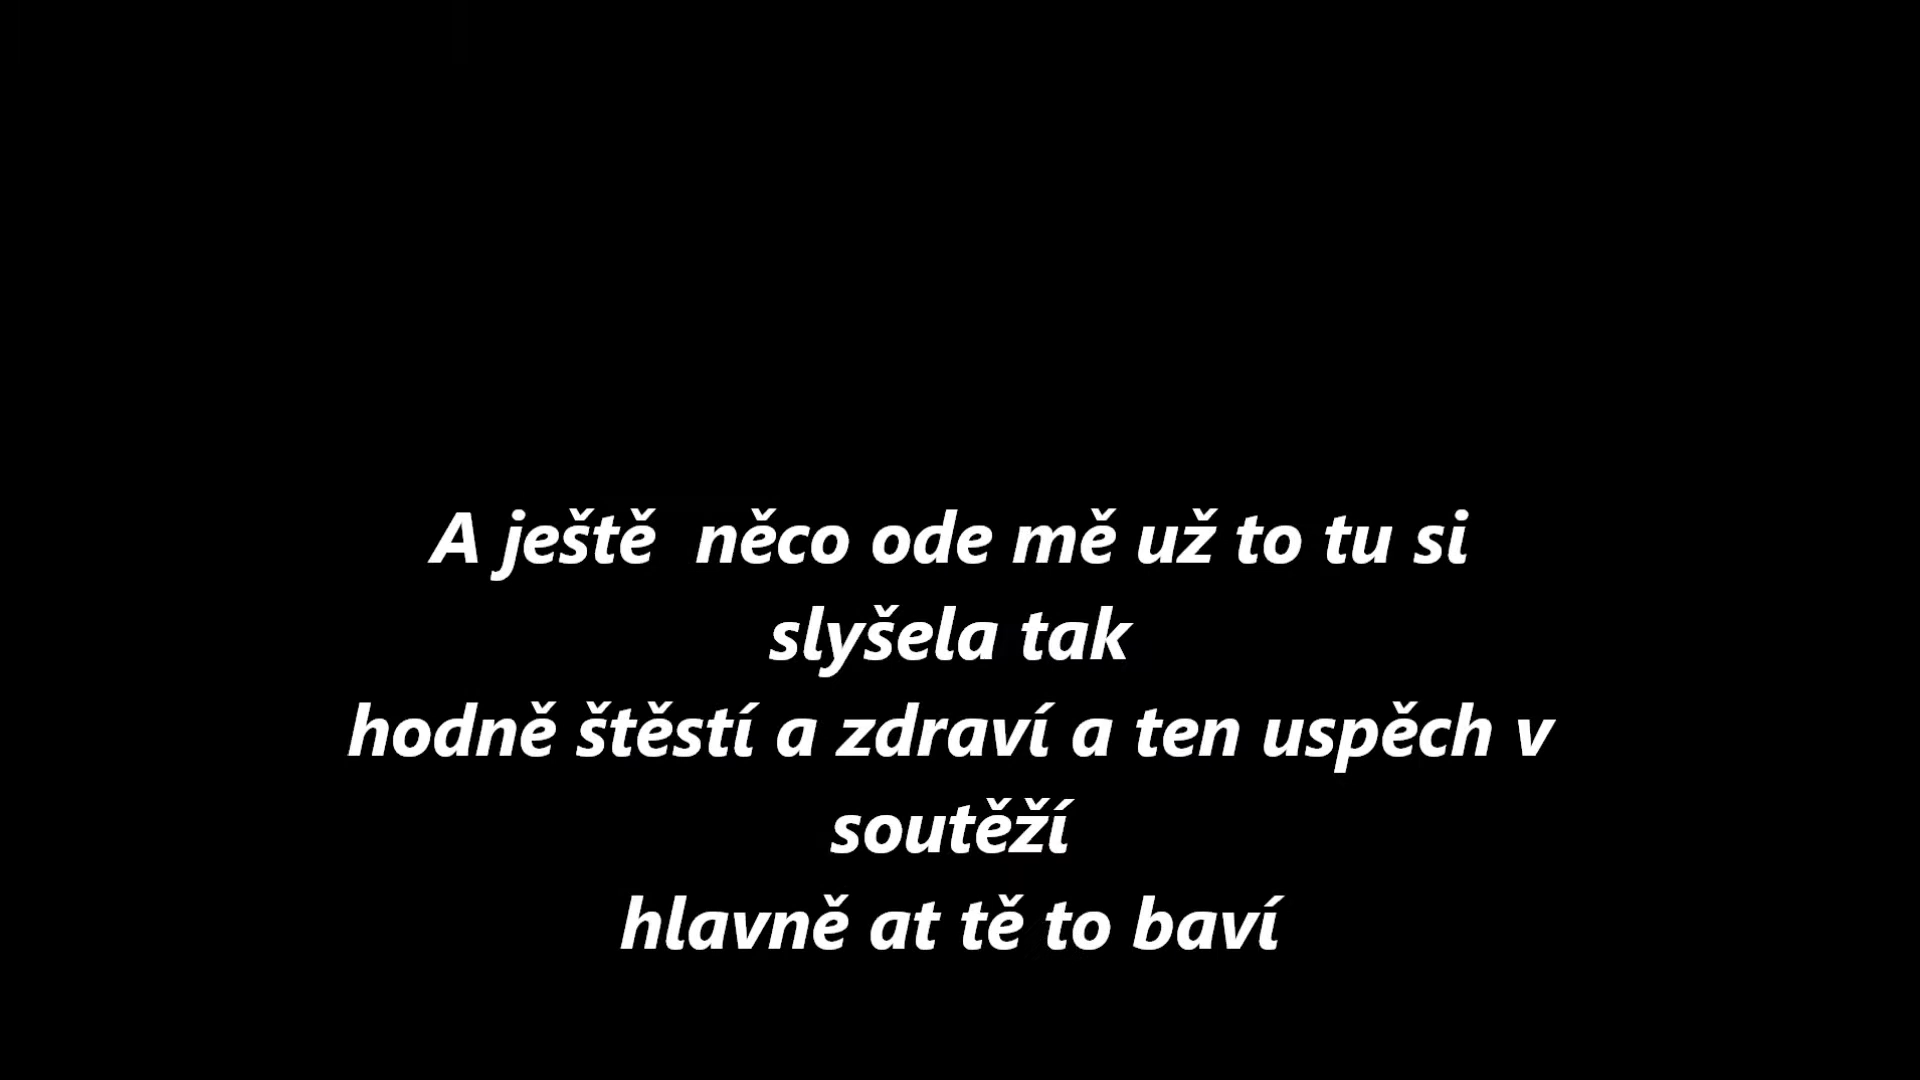 A ještě  něco ode mě už to tu si
slyšela tak
hodně štěstí a zdraví a ten uspěch v
soutěží
hlavně at tě to baví